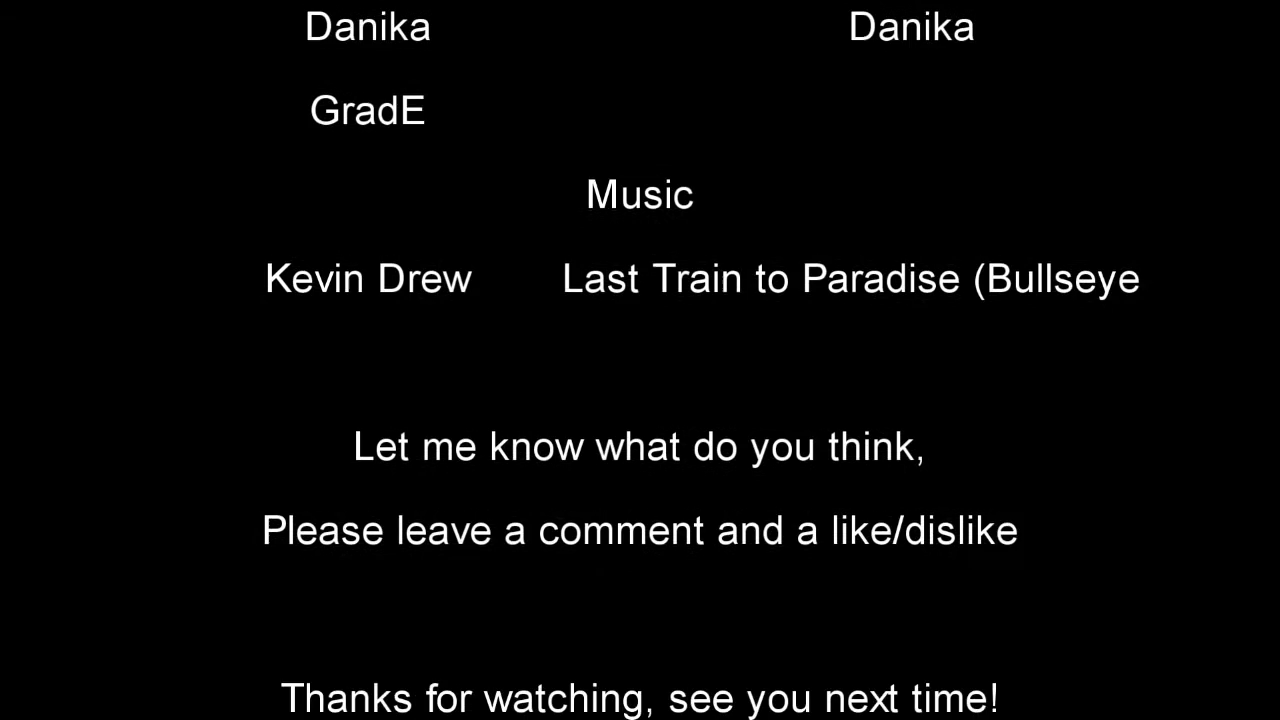 Danika Danika
GradE
Music
Kevin Drew Last Train to Paradise (Bullseye
Let me know what do you think,
Please leave a comment and a like/dislike
Thanks for watching, see you next time!